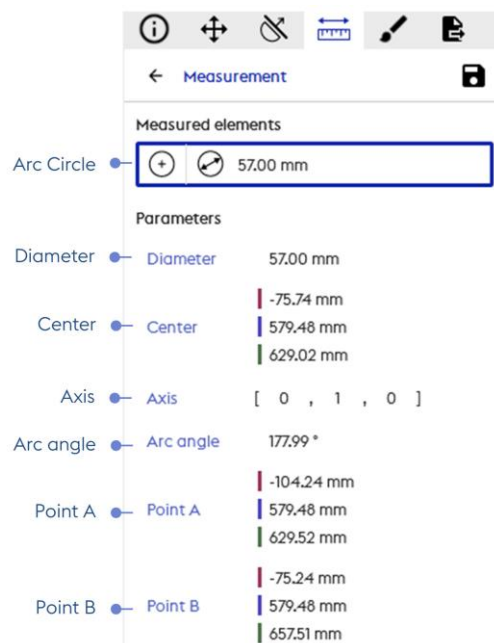 Measurement
Measured elements
Arc Circle 57.00 mm
Parameters
Diameter Diameter 57.00 mm
-75.74 mm
Center Center 579.48 mm
629.02 mm
Axis Axis [ 0 , 1 , 0 ]
Arc angle Arc angle 177.99 °
-104.24 mm
Point A Point A 579.48 mm
629.52 mm
-75.24 mm
Point B Point B 579.48 mm
657.51 mm